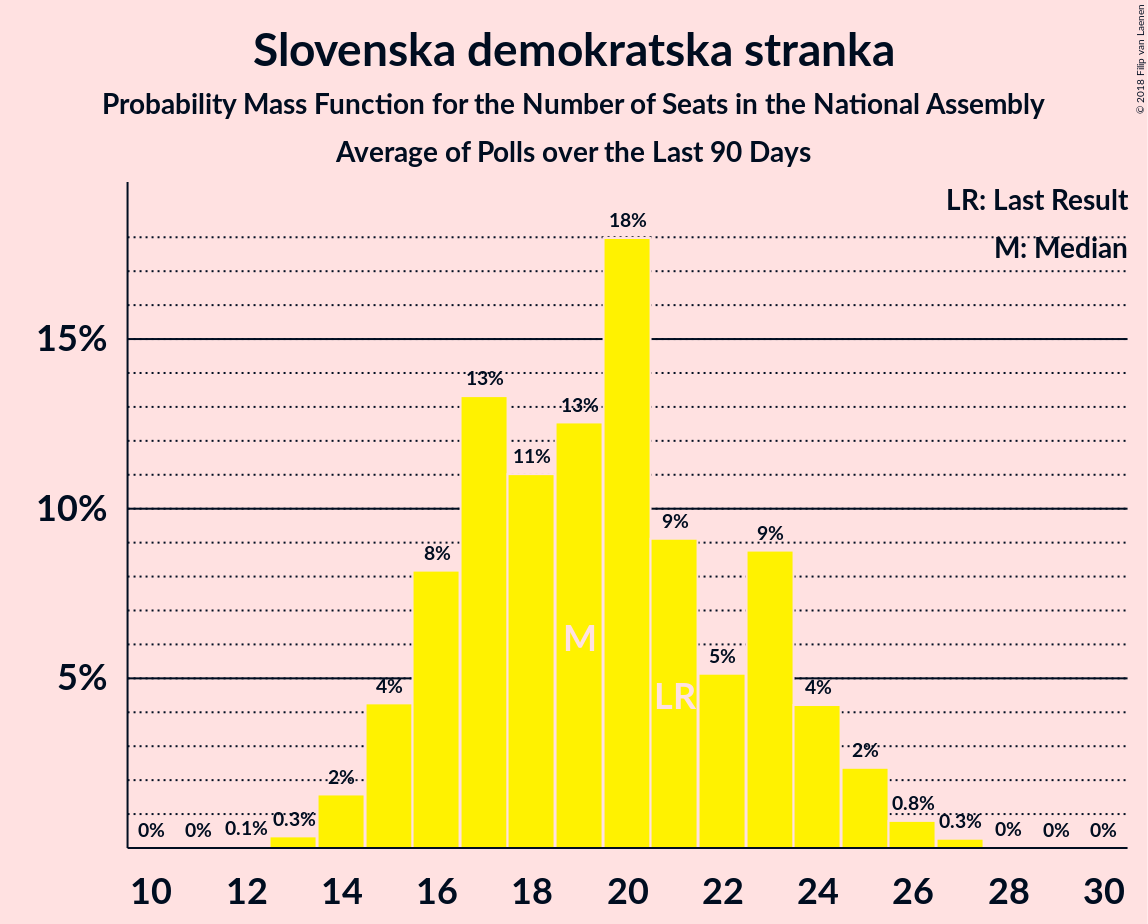 Slovenska demokratska stranka
Probability Mass Function for the Number of Seats in the National Assembly
Average of Polls over the Last 90 Days
© 2018 Filip van Laenen
LR: Last Result
M: Median
15%
10%
5%
0% 0% 0.1% 0.3% 2% 4% 8% 13% 11% 13% 18% 9% 5% 9% 4% 2% 0.8% 0.3% 0% 0% 0%
M
LR
10 12 14 16 18 20 22 24 26 28 30